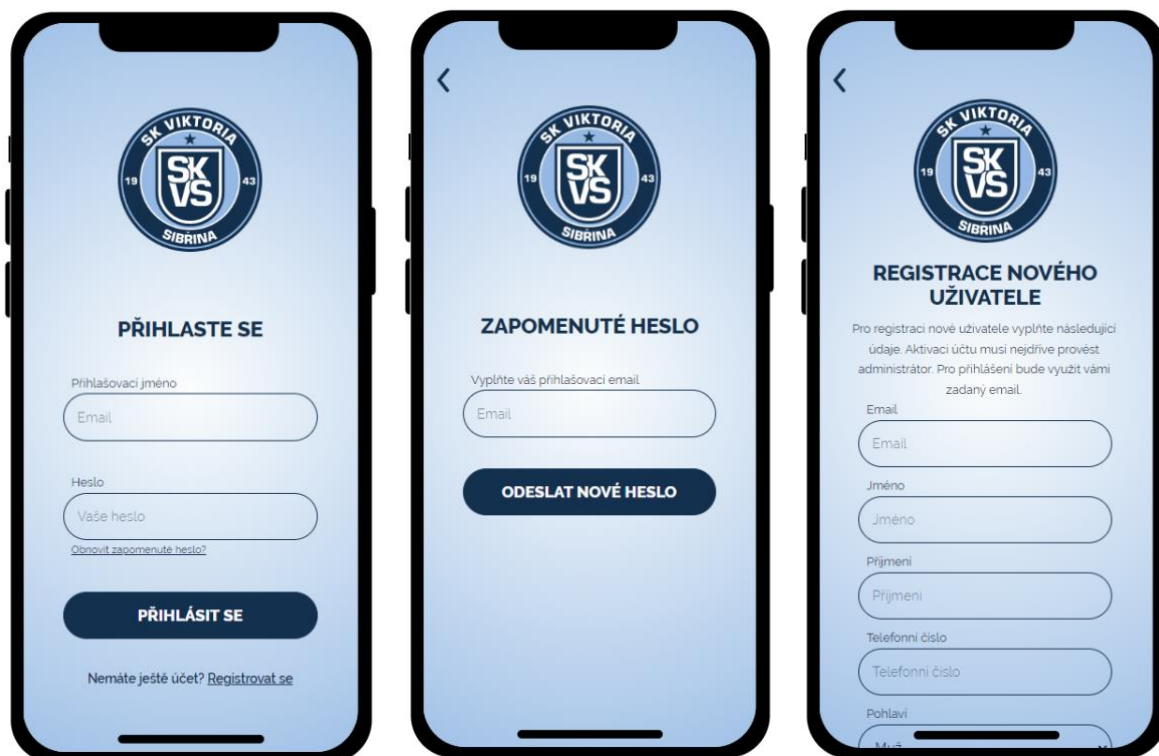 SK VIKTORIA
19 43
SK
VS
SIBŘINA
PŘIHLASTE SE
Přihlašovací jméno
Email
Heslo
Vaše heslo
Obnovit zapomenuté heslo?
PŘIHLÁSIT SE
Nemáte ještě účet? Registrovat se
SK VIKTORIA
19 43
SK
VS
SIBŘINA
ZAPOMENUTÉ HESLO
Vyplňte váš přihlašovací email
Email
ODESLAT NOVÉ HESLO
SK VIKTORIA
19 43
SK
VS
SIBŘINA
REGISTRACE NOVÉHO
UŽIVATELE
Pro registraci nové uživatele vyplňte následující
údaje. Aktivaci účtu musí nejdříve provést
administrátor. Pro přihlášení bude využit vámi
zadaný email.
Email
Email
Jméno
Jméno
Příjmení
Příjmení
Telefonní číslo
Telefonní číslo
Pohlaví
Muž